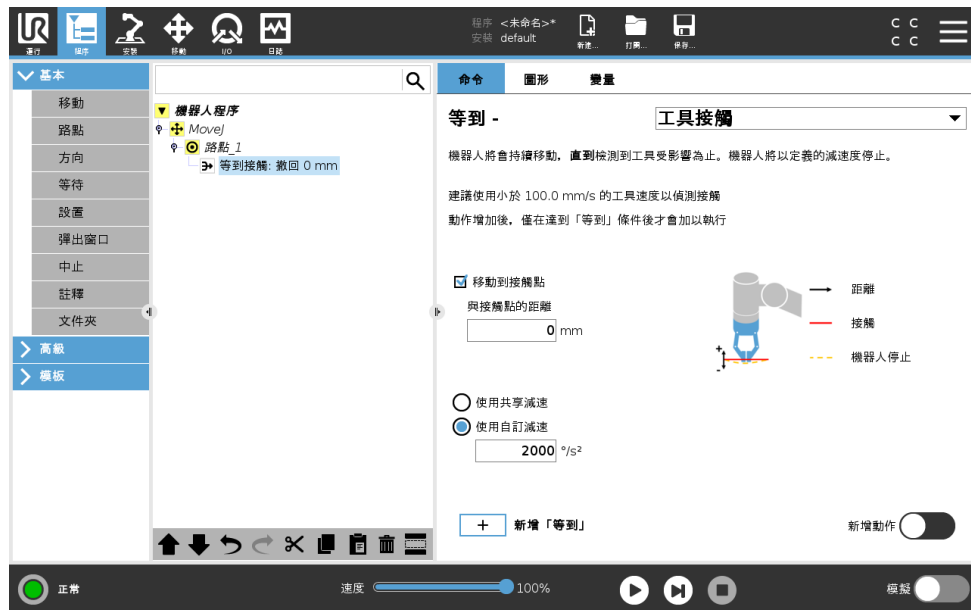 UR
程序 <未命名>*
安裝 default
C C
C C
運行
程序
安裝
移動
I/O
日誌
新建...
打開...
保存...
基本
移動
路點
方向
等待
設置
彈出窗口
中止
註釋
文件夾
高級
模板
機器人程序
MoveJ
路點_1
等到接觸: 撤回 0 mm
命令 圖形 變量
等到 - 工具接觸
機器人將會持續移動，直到檢測到工具受影響為止。機器人將以定義的減速度停止。
建議使用小於 100.0 mm/s 的工具速度以偵測接觸
動作增加後，僅在達到「等到」條件後才會加以執行
移動到接觸點
與接觸點的距離
0 mm
距離
接觸
機器人停止
+
-
使用共享減速
使用自訂減速
2000 °/s²
+ 新增「等到」
新增動作
正常
速度 100%
模擬